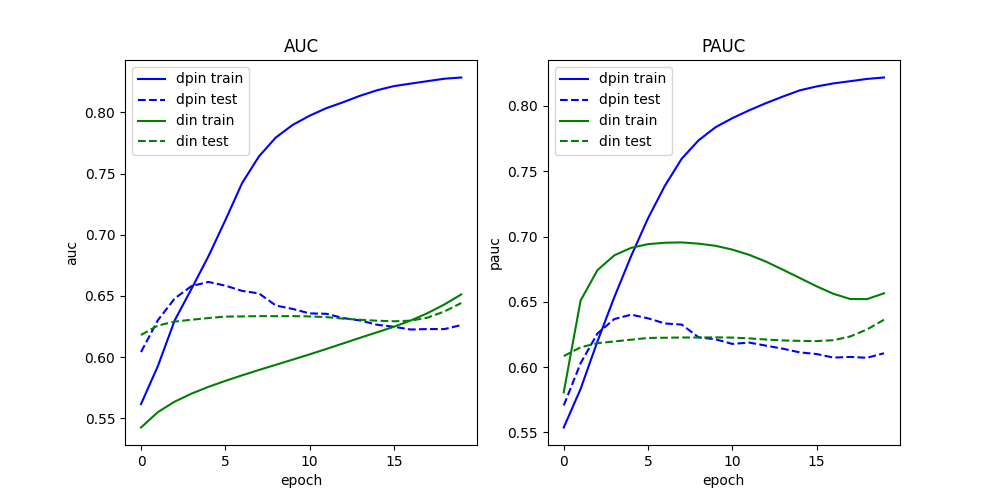 AUC
dpin train
dpin test
din train
din test
0.80
0.75
0.70
0.65
0.60
0.55
auc
0
5
10
15
epoch
PAUC
dpin train
dpin test
din train
din test
0.80
0.75
0.70
0.65
0.60
0.55
pauc
0
5
10
15
epoch